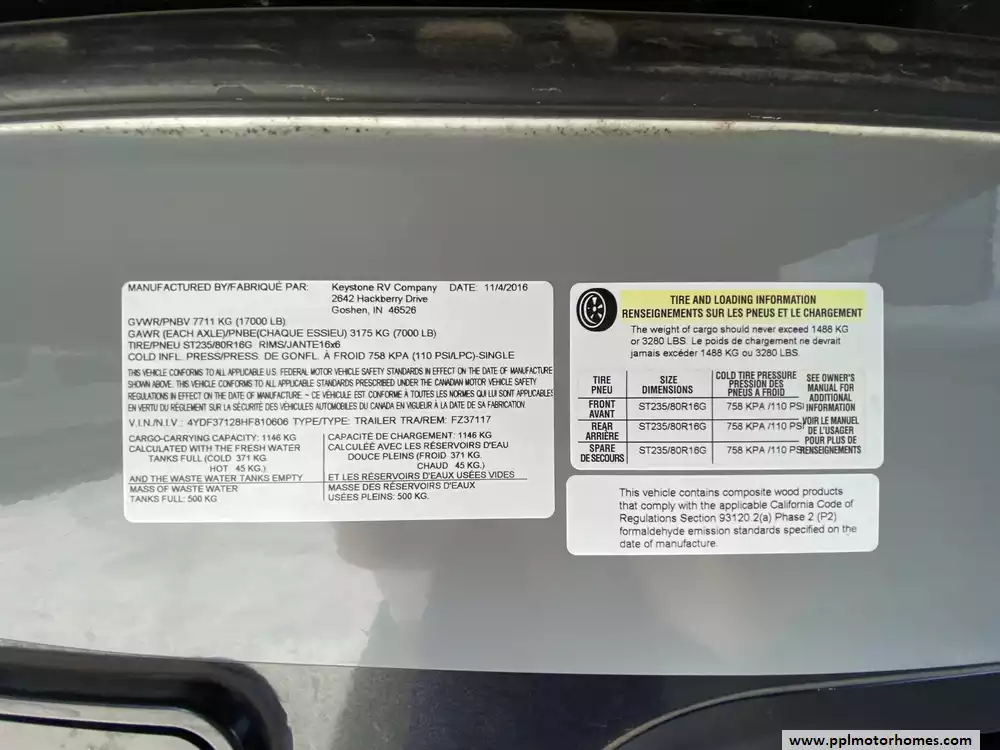 MANUFACTURED BY/FABRIQUÉ PAR: Keystone RV Company DATE: 11/4/2016
2642 Hackberry Drive
Goshen, IN 46526
GVWR/PNBV 7711 KG (17000 LB)
GAWR (EACH AXLE)/PNBE(CHAQUE ESSIEU) 3175 KG (7000 LB)
TIRE/PNEU ST235/80R16G RIMS/JANTE16x6
COLD INFL. PRESS/PRESS. DE GONFL. À FROID 758 KPA (110 PSI/LPC)-SINGLE
THIS VEHICLE CONFORMS TO ALL APPLICABLE U.S. FEDERAL MOTOR VEHICLE SAFETY STANDARDS IN EFFECT ON THE DATE OF MANUFACTURE
SHOWN ABOVE. THIS VEHICLE CONFORMS TO ALL APPLICABLE STANDARDS PRESCRIBED UNDER THE CANADIAN MOTOR VEHICLE SAFETY
REGULATIONS IN EFFECT ON THE DATE OF MANUFACTURE. ~ CE VEHICULE EST CONFORME À TOUTES LES NORMES QUI LUI SONT APPLICABLES
EN VERTU DU RÈGLEMENT SUR LA SÉCURITÉ DES VÉHICULES AUTOMOBILES DU CANADA EN VIGUEUR À LA DATE DE SA FABRICATION.
V.I.N./N.I.V.: 4YDF37128HF810606 TYPE/TYPE: TRAILER TRA/REM: FZ37117
CARGO-CARRYING CAPACITY: 1146 KG
CALCULATED WITH THE FRESH WATER
TANKS FULL (COLD 371 KG.
HOT 45 KG.)
AND THE WASTE WATER TANKS EMPTY
MASS OF WASTE WATER
TANKS FULL: 500 KG
CAPACITÉ DE CHARGEMENT: 1146 KG
CALCULÉE AVEC LES RÉSERVOIRS D'EAU
DOUCE PLEINS (FROID 371 KG.
CHAUD 45 KG.)
ET LES RÉSERVOIRS D'EAUX USÉES VIDES
MASSE DES RÉSERVOIRS D'EAUX
USÉES PLEINS: 500 KG.
TIRE AND LOADING INFORMATION
RENSEIGNEMENTS SUR LES PNEUS ET LE CHARGEMENT
The weight of cargo should never exceed 1488 KG
or 3280 LBS. Le poids de chargement ne devrait
jamais excéder 1488 KG ou 3280 LBS.
TIRE
PNEU
SIZE
DIMENSIONS
COLD TIRE PRESSURE
PRESSION DES
PNEUS A FROID
FRONT
AVANT
ST235/80R16G
758 KPA /110 PSI
REAR
ARRIÈRE
ST235/80R16G
758 KPA /110 PSI
SPARE
DE SECOURS
ST235/80R16G
758 KPA /110 PSI
SEE OWNER'S
MANUAL FOR
ADDITIONAL
INFORMATION
VOIR LE MANUEL
DE L'USAGER
POUR PLUS DE
RENSEIGNEMENTS
This vehicle contains composite wood products
that comply with the applicable California Code of
Regulations Section 93120.2(a) Phase 2 (P2)
formaldehyde emission standards specified on the
date of manufacture.
www.pplmotorhomes.com